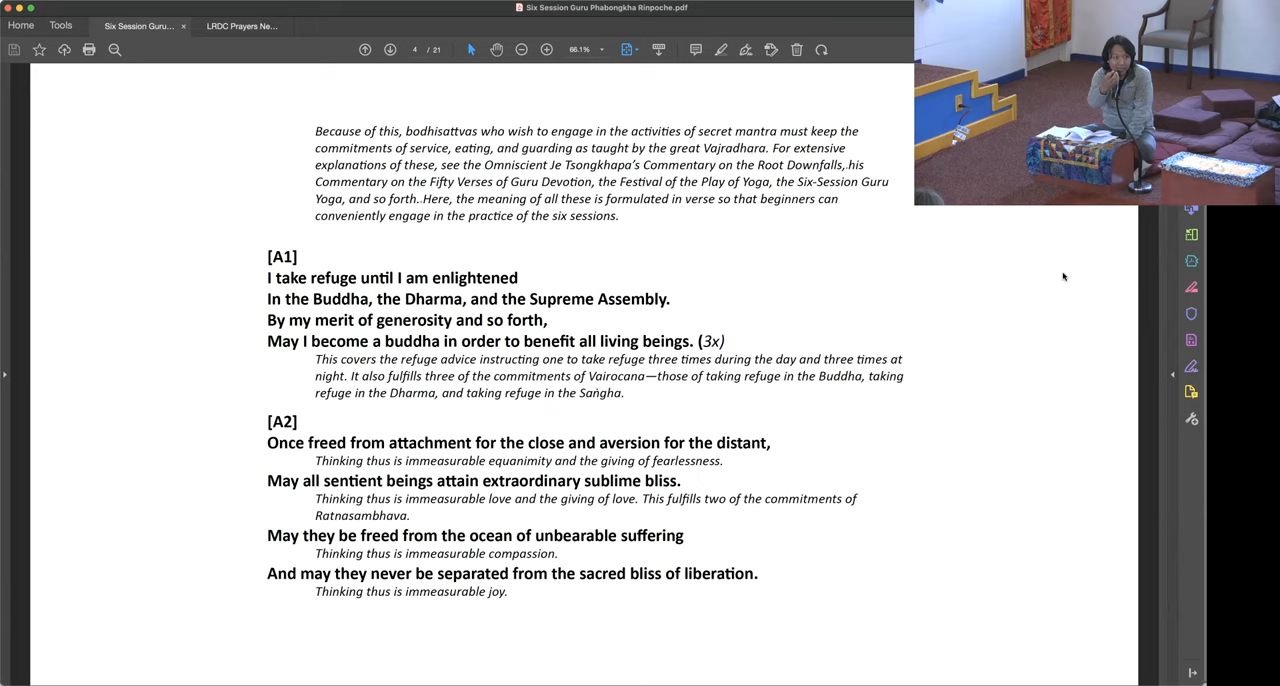 Six Session Guru Phabongkha Rinpoche.pdf
Home Tools Six Session Guru... × LRDC Prayers Ne...
4 / 21 66.1%
Because of this, bodhisattvas who wish to engage in the activities of secret mantra must keep the
commitments of service, eating, and guarding as taught by the great Vajradhara. For extensive
explanations of these, see the Omniscient Je Tsongkhapa's Commentary on the Root Downfalls, his
Commentary on the Fifty Verses of Guru Devotion, the Festival of the Play of Yoga, the Six-Session Guru
Yoga, and so forth. Here, the meaning of all these is formulated in verse so that beginners can
conveniently engage in the practice of the six sessions.
[A1]
I take refuge until I am enlightened
In the Buddha, the Dharma, and the Supreme Assembly.
By my merit of generosity and so forth,
May I become a buddha in order to benefit all living beings. (3x)
This covers the refuge advice instructing one to take refuge three times during the day and three times at
night. It also fulfills three of the commitments of Vairocana—those of taking refuge in the Buddha, taking
refuge in the Dharma, and taking refuge in the Saṅgha.
[A2]
Once freed from attachment for the close and aversion for the distant,
Thinking thus is immeasurable equanimity and the giving of fearlessness.
May all sentient beings attain extraordinary sublime bliss.
Thinking thus is immeasurable love and the giving of love. This fulfills two of the commitments of
Ratnasambhava.
May they be freed from the ocean of unbearable suffering
Thinking thus is immeasurable compassion.
And may they never be separated from the sacred bliss of liberation.
Thinking thus is immeasurable joy.